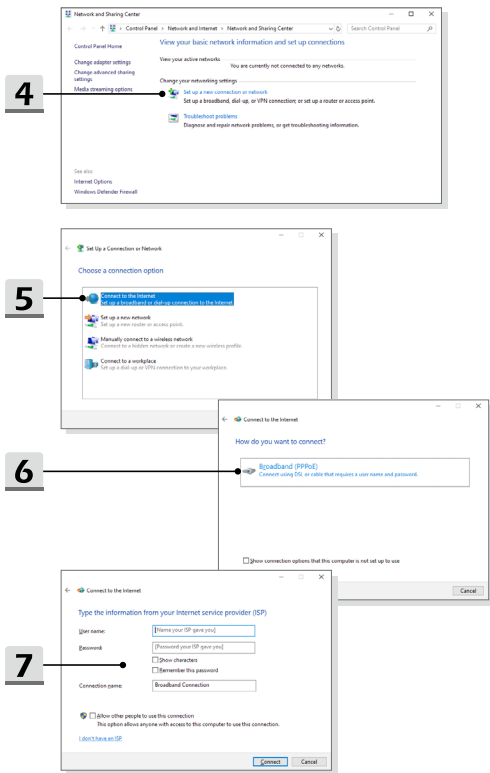 Network and Sharing Center
Control Panel › Network and Internet › Network and Sharing Center
Search Control Panel
Control Panel Home
Change adapter settings
Change advanced sharing
settings
Media streaming options
View your basic network information and set up connections
View your active networks
You are currently not connected to any networks.
Change your networking settings
Set up a new connection or network
Set up a broadband, dial-up, or VPN connection; or set up a router or access point.
Troubleshoot problems
Diagnose and repair network problems, or get troubleshooting information.
See also
Internet Options
Windows Defender Firewall
4
Set Up a Connection or Network
Choose a connection option
Connect to the Internet
Set up a broadband or dial-up connection to the Internet.
Set up a new network
Set up a new router or access point.
Manually connect to a wireless network
Connect to a hidden network or create a new wireless profile.
Connect to a workplace
Set up a dial-up or VPN connection to your workplace.
5
Connect to the Internet
How do you want to connect?
Broadband (PPPoE)
Connect using DSL or cable that requires a user name and password.
Show connection options that this computer is not set up to use
Cancel
6
Connect to the Internet
Type the information from your Internet service provider (ISP)
User name:
[Name your ISP gave you]
Password:
[Password your ISP gave you]
Show characters
Remember this password
Connection name:
Broadband Connection
Allow other people to use this connection
This option allows anyone with access to this computer to use this connection.
I don't have an ISP
Connect
Cancel
7